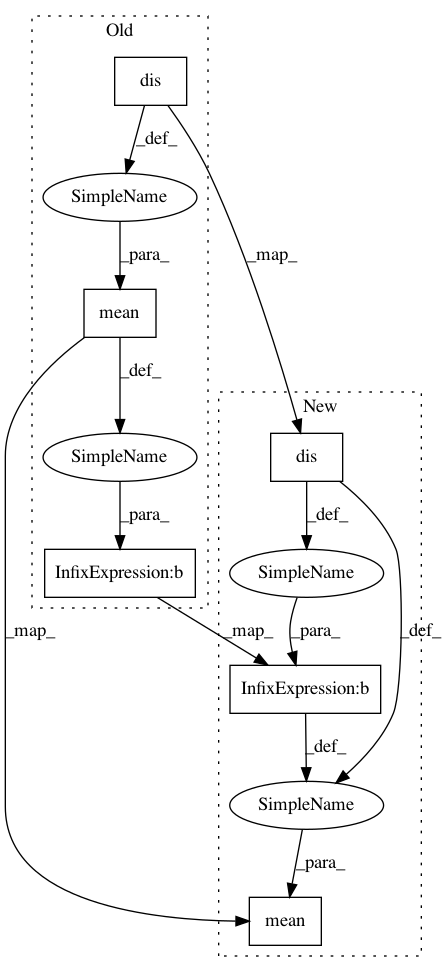 Old
dis
_def_
SimpleName
_map_
_para_
mean
_def_
New
SimpleName
dis
_para_
_def_
InfixExpression:b
SimpleName
_map_
_map_
_para_
_def_
InfixExpression:b
_def_
SimpleName
_para_
mean